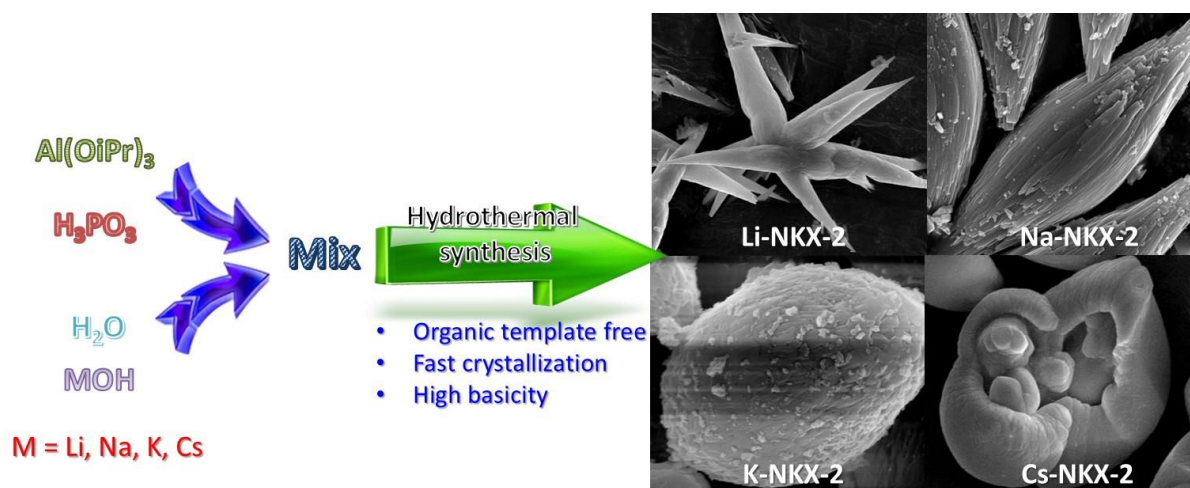 Al(OiPr)₃
H₃PO₃
H₂O
MOH
M = Li, Na, K, Cs
Mix
Hydrothermal
synthesis
• Organic template free
• Fast crystallization
• High basicity
Li-NKX-2
Na-NKX-2
K-NKX-2
Cs-NKX-2